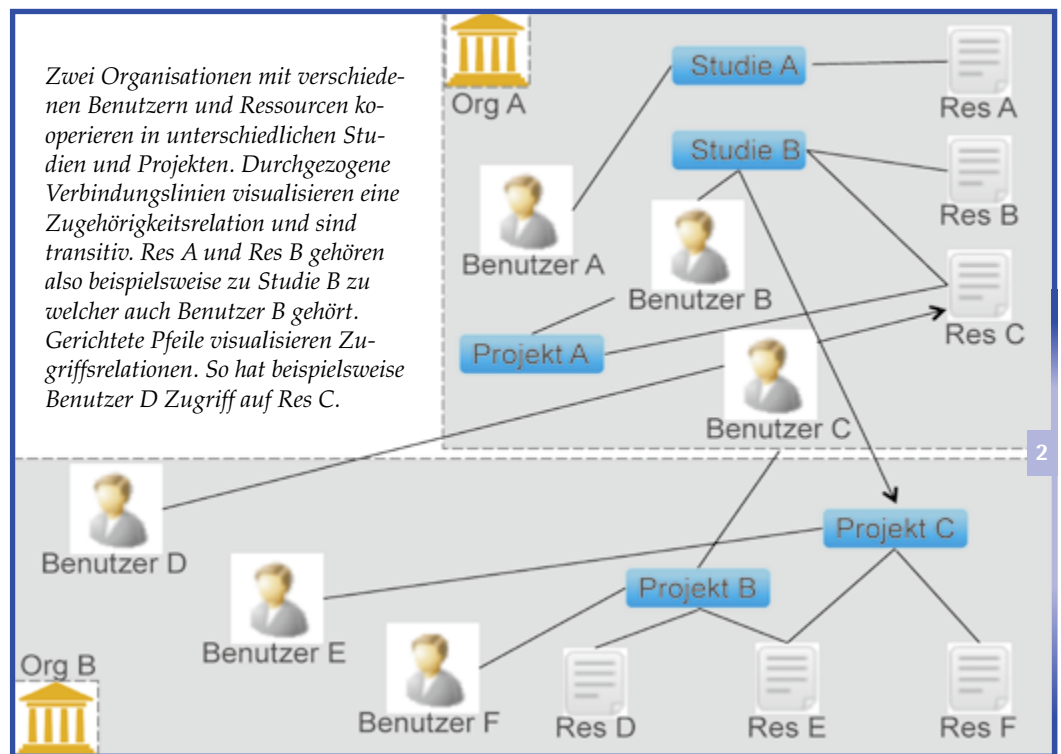 Zwei Organisationen mit verschiede-
nen Benutzern und Ressourcen ko-
operieren in unterschiedlichen Stu-
dien und Projekten. Durchgezogene
Verbindungslinien visualisieren eine
Zugehörigkeitsrelation und sind
transitiv. Res A und Res B gehören
also beispielsweise zu Studie B zu
welcher auch Benutzer B gehört.
Gerichtete Pfeile visualisieren Zu-
griffsrelationen. So hat beispielsweise
Benutzer D Zugriff auf Res C.
Org A
Studie A
Res A
Studie B
Res B
Benutzer A
Benutzer B
Res C
Projekt A
Benutzer C
2
Benutzer D
Projekt C
Projekt B
Benutzer E
Org B
Benutzer F
Res D
Res E
Res F